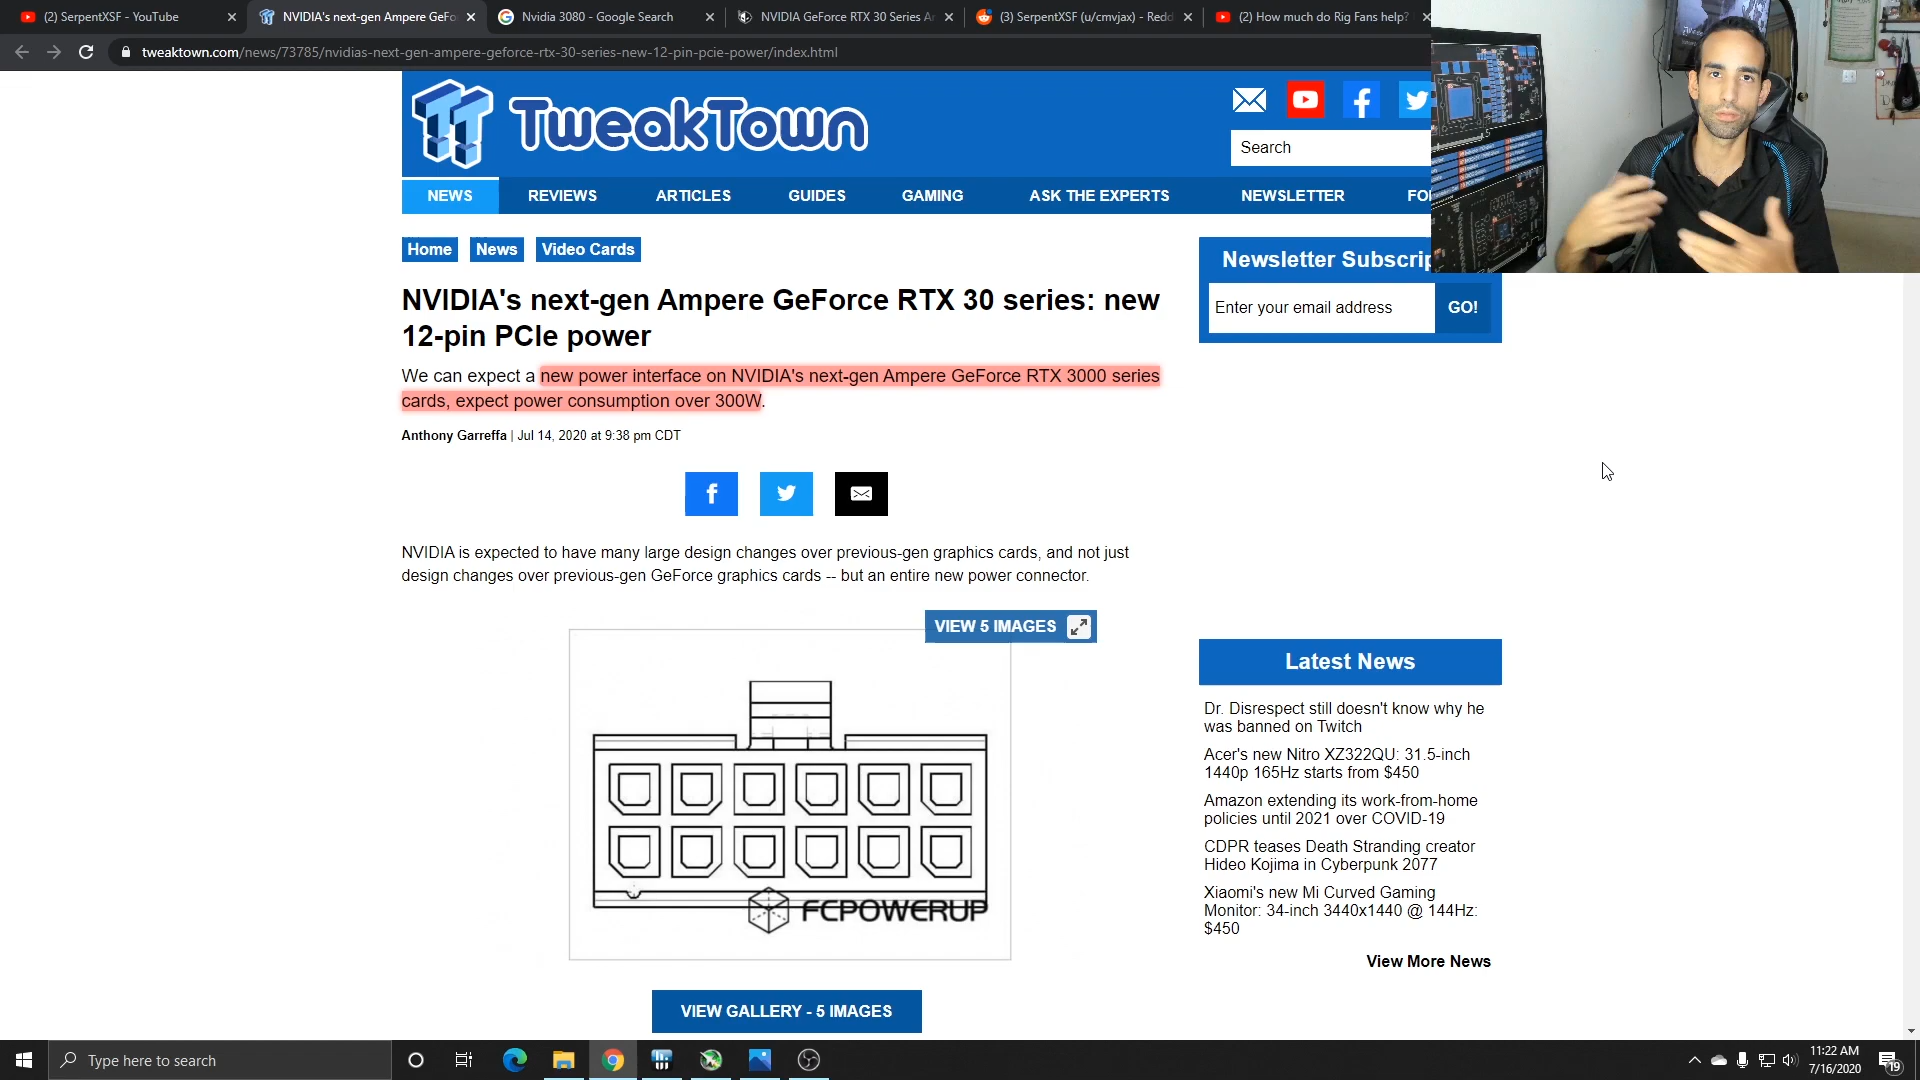 (2) SerpentXSF - YouTube
NVIDIA's next-gen Ampere GeFo
Nvidia 3080 - Google Search
NVIDIA GeForce RTX 30 Series Ar
(3) SerpentXSF (u/cmvjax) - Redd
(2) How much do Rig Fans help?
tweaktown.com/news/73785/nvidias-next-gen-ampere-geforce-rtx-30-series-new-12-pin-pcie-power/index.html
TweakTown
Search
NEWS
REVIEWS
ARTICLES
GUIDES
GAMING
ASK THE EXPERTS
NEWSLETTER
FO
Home
News
Video Cards
NVIDIA's next-gen Ampere GeForce RTX 30 series: new
12-pin PCIe power
We can expect a new power interface on NVIDIA's next-gen Ampere GeForce RTX 3000 series
cards, expect power consumption over 300W.
Anthony Garreffa | Jul 14, 2020 at 9:38 pm CDT
NVIDIA is expected to have many large design changes over previous-gen graphics cards, and not just
design changes over previous-gen GeForce graphics cards -- but an entire new power connector.
VIEW 5 IMAGES
FCPOWERUP
VIEW GALLERY - 5 IMAGES
Newsletter Subscrip
Enter your email address
GO!
Latest News
Dr. Disrespect still doesn't know why he
was banned on Twitch
Acer's new Nitro XZ322QU: 31.5-inch
1440p 165Hz starts from $450
Amazon extending its work-from-home
policies until 2021 over COVID-19
CDPR teases Death Stranding creator
Hideo Kojima in Cyberpunk 2077
Xiaomi's new Mi Curved Gaming
Monitor: 34-inch 3440x1440 @ 144Hz:
$450
View More News
Type here to search
11:22 AM
7/16/2020
19